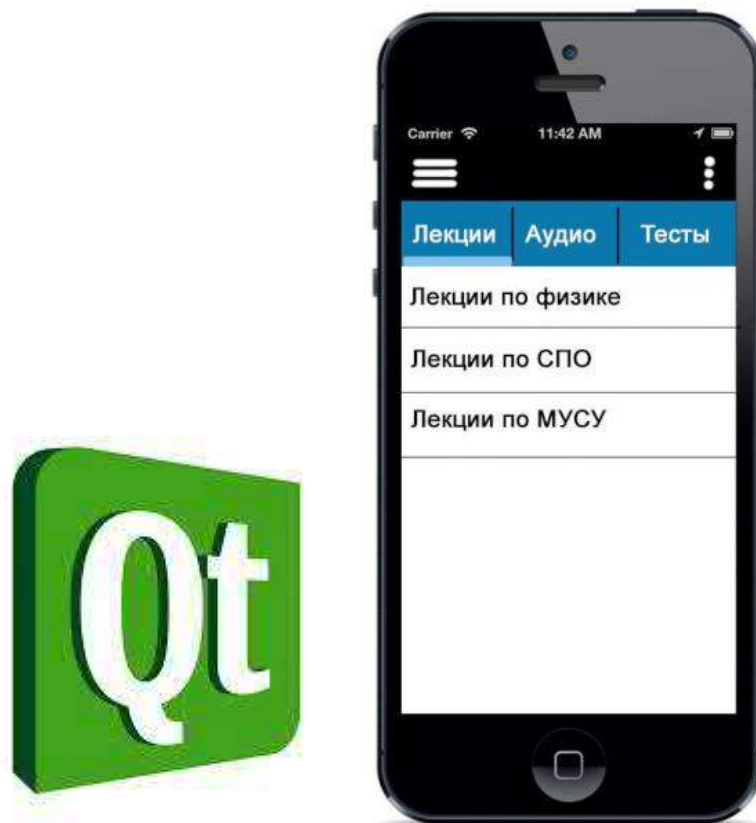 Carrier 11:42 AM
Лекции Аудио Тесты
Лекции по физике
Лекции по СПО
Лекции по МУСУ
Qt